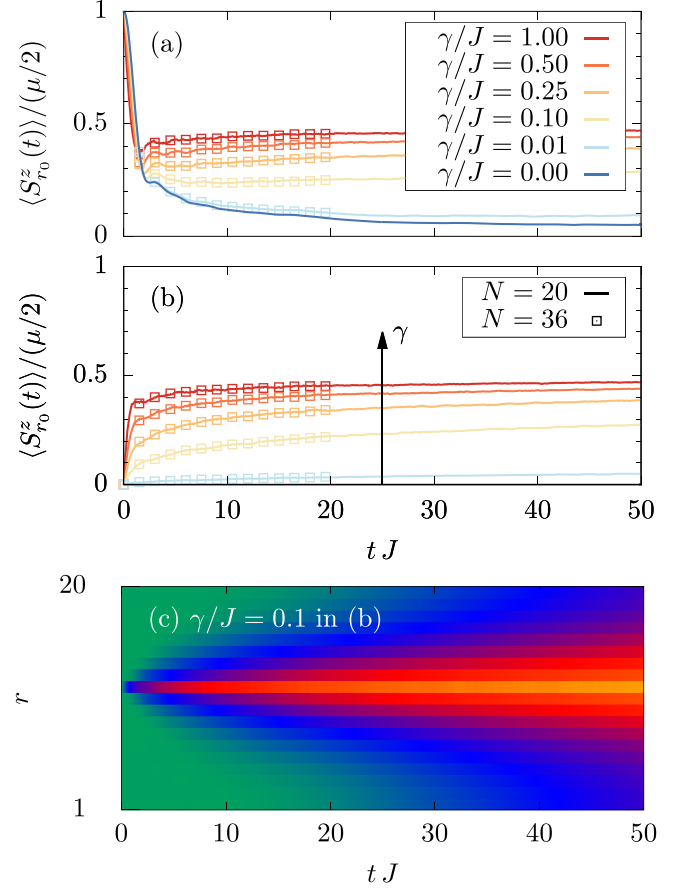 1
(a)
γ/J = 1.00
γ/J = 0.50
γ/J = 0.25
γ/J = 0.10
γ/J = 0.01
γ/J = 0.00
0.5
0
⟨S^z_{r_0}(t)⟩/(μ/2)
1
(b)
N = 20
N = 36
γ
0.5
0
⟨S^z_{r_0}(t)⟩/(μ/2)
0 10 20 30 40 50
t J
20
(c) γ/J = 0.1 in (b)
r
1
0 10 20 30 40 50
t J